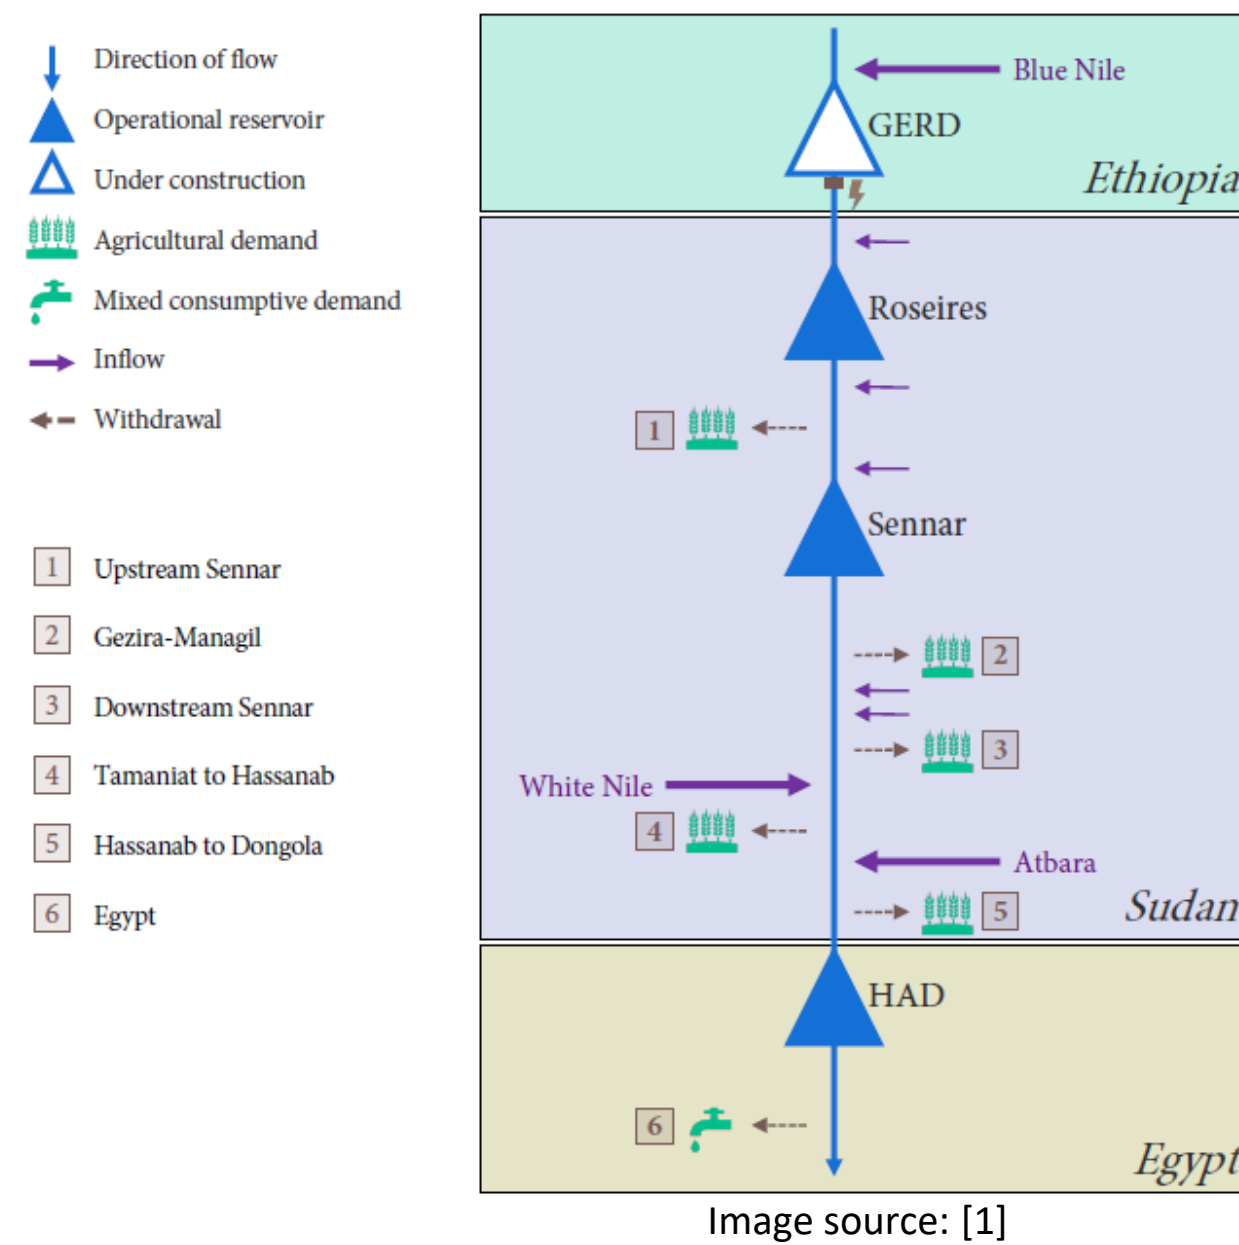 Direction of flow
Operational reservoir
Under construction
Agricultural demand
Mixed consumptive demand
Inflow
Withdrawal
1 Upstream Sennar
2 Gezira-Managil
3 Downstream Sennar
4 Tamaniat to Hassanab
5 Hassanab to Dongola
6 Egypt
Blue Nile
GERD
Ethiopia
Roseires
1
Sennar
2
3
White Nile
4
Atbara
5
Sudan
HAD
6
Egypt
Image source: [1]